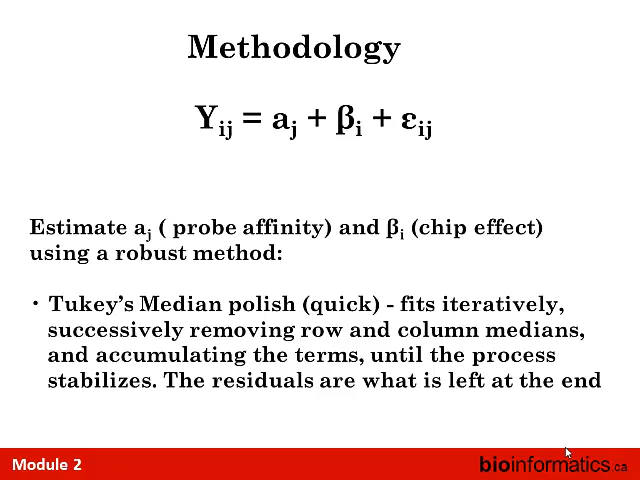 Methodology
Yij = aj + βi + εij
Estimate aj ( probe affinity) and βi (chip effect)
using a robust method:
• Tukey's Median polish (quick) - fits iteratively,
successively removing row and column medians,
and accumulating the terms, until the process
stabilizes. The residuals are what is left at the end
Module 2
bioinformatics.ca